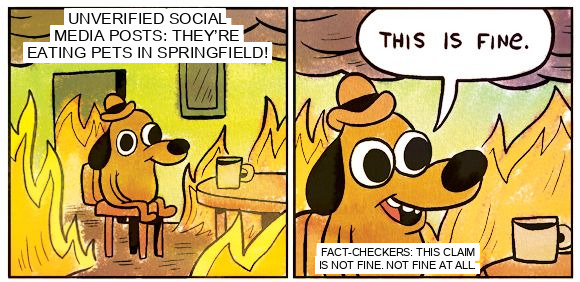 UNVERIFIED SOCIAL
MEDIA POSTS: THEY'RE
EATING PETS IN SPRINGFIELD!
THIS IS FINE.
FACT-CHECKERS: THIS CLAIM
IS NOT FINE. NOT FINE AT ALL.